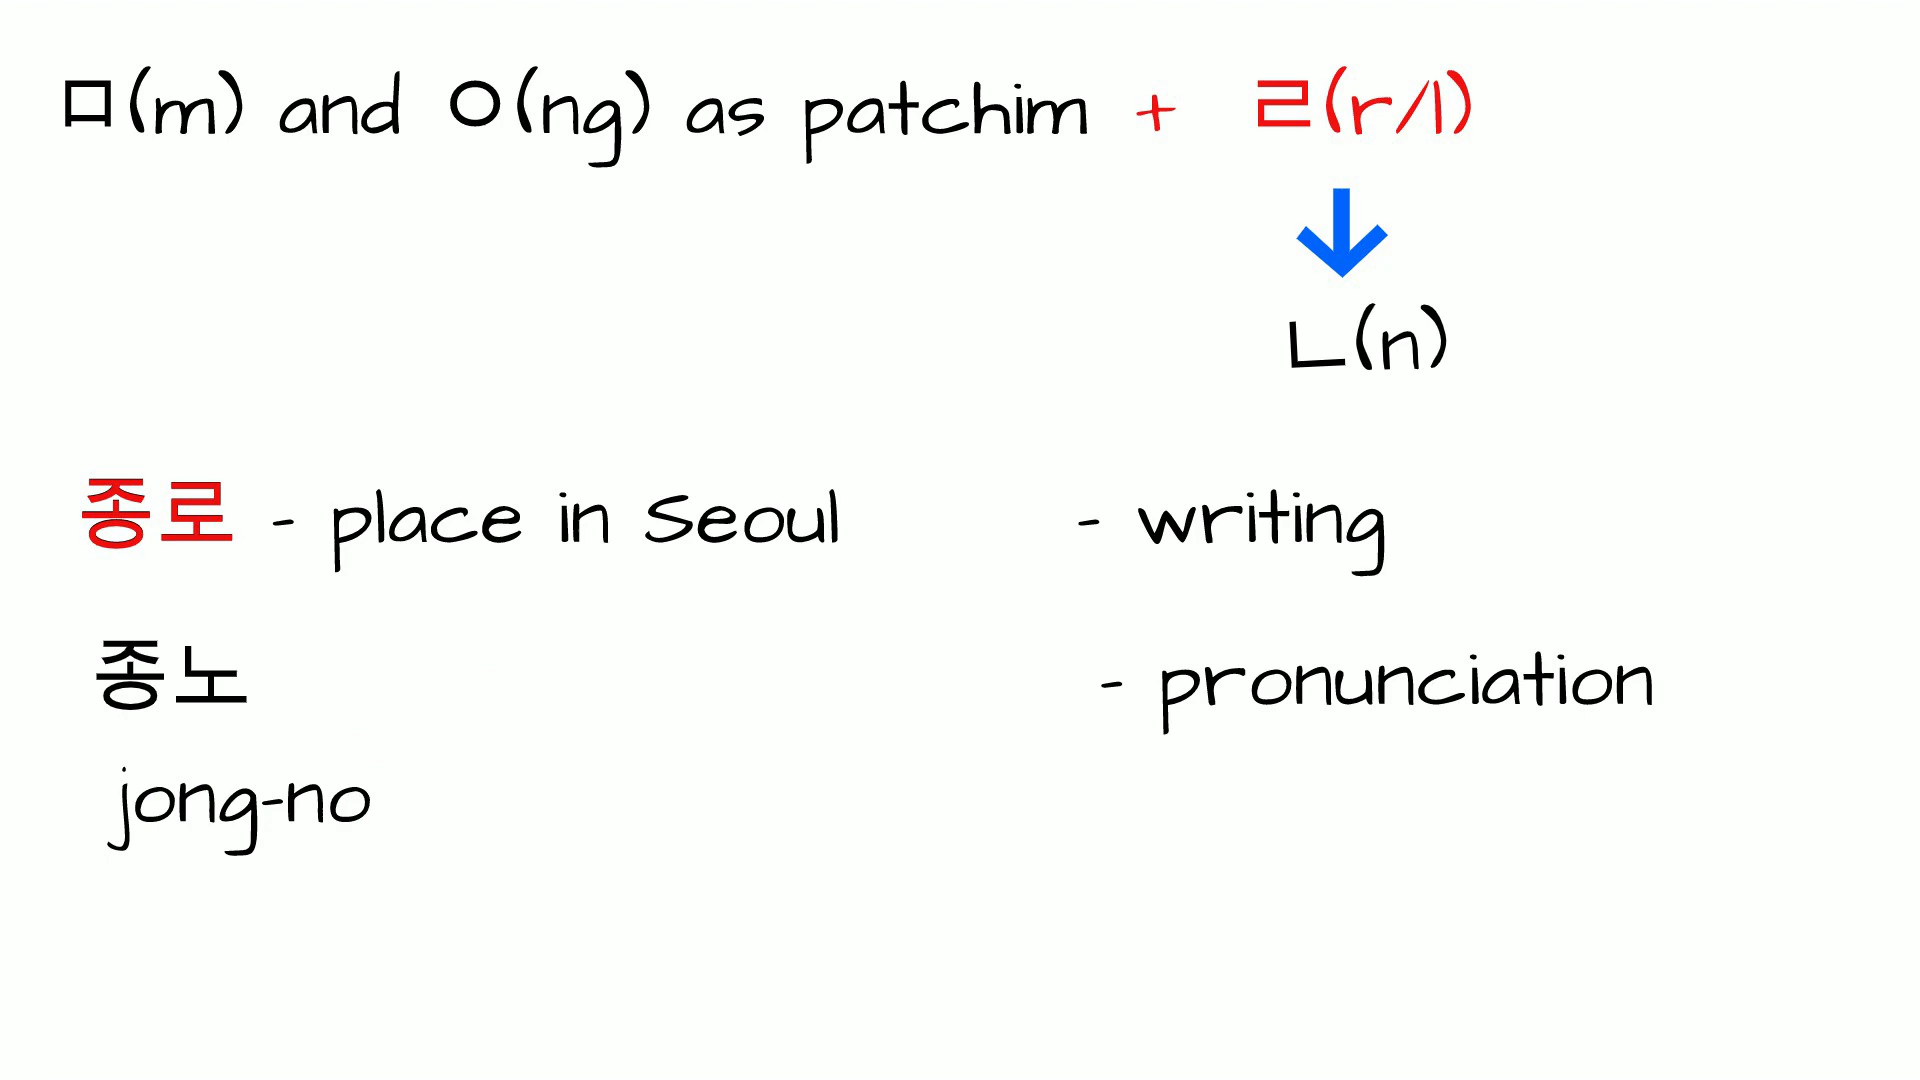 ㅁ(m) and ㅇ(ng) as patchim + ㄹ(r/l)
ㄴ(n)
종로 - place in Seoul - writing
종노 - pronunciation
jong-no